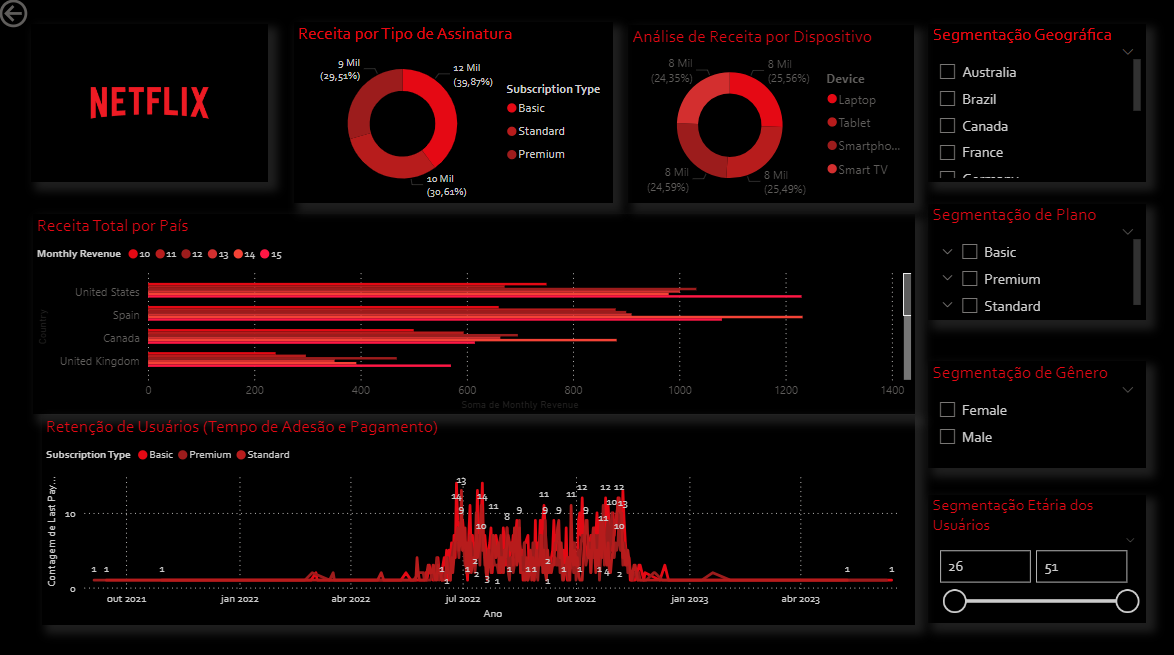 NETFLIX
Receita por Tipo de Assinatura
9 Mil
(29,51%)
12 Mil
(39,87%)
10 Mil
(30,61%)
Subscription Type
Basic
Standard
Premium
Análise de Receita por Dispositivo
8 Mil
(24,35%)
8 Mil
(25,56%)
8 Mil
(24,59%)
8 Mil
(25,49%)
Device
Laptop
Tablet
Smartpho...
Smart TV
Segmentação Geográfica
Australia
Brazil
Canada
France
Germany
Segmentação de Plano
Basic
Premium
Standard
Segmentação de Gênero
Female
Male
Segmentação Etária dos
Usuários
26
51
Receita Total por País
Monthly Revenue 10 11 12 13 14 15
Country
United States
Spain
Canada
United Kingdom
0 200 400 600 800 1000 1200 1400
Soma de Monthly Revenue
Retenção de Usuários (Tempo de Adesão e Pagamento)
Subscription Type Basic Premium Standard
Contagem de Last Pay...
10
0
1 1 1
14 13 9 14 10 11 8 9 11 9 9 11 12 9 12 12 10 13 11 10
1 1 1 2 2 3 1 1 1 1 2 1 1 1 1 4 2
1 1
out 2021 jan 2022 abr 2022 jul 2022 out 2022 jan 2023 abr 2023
Ano